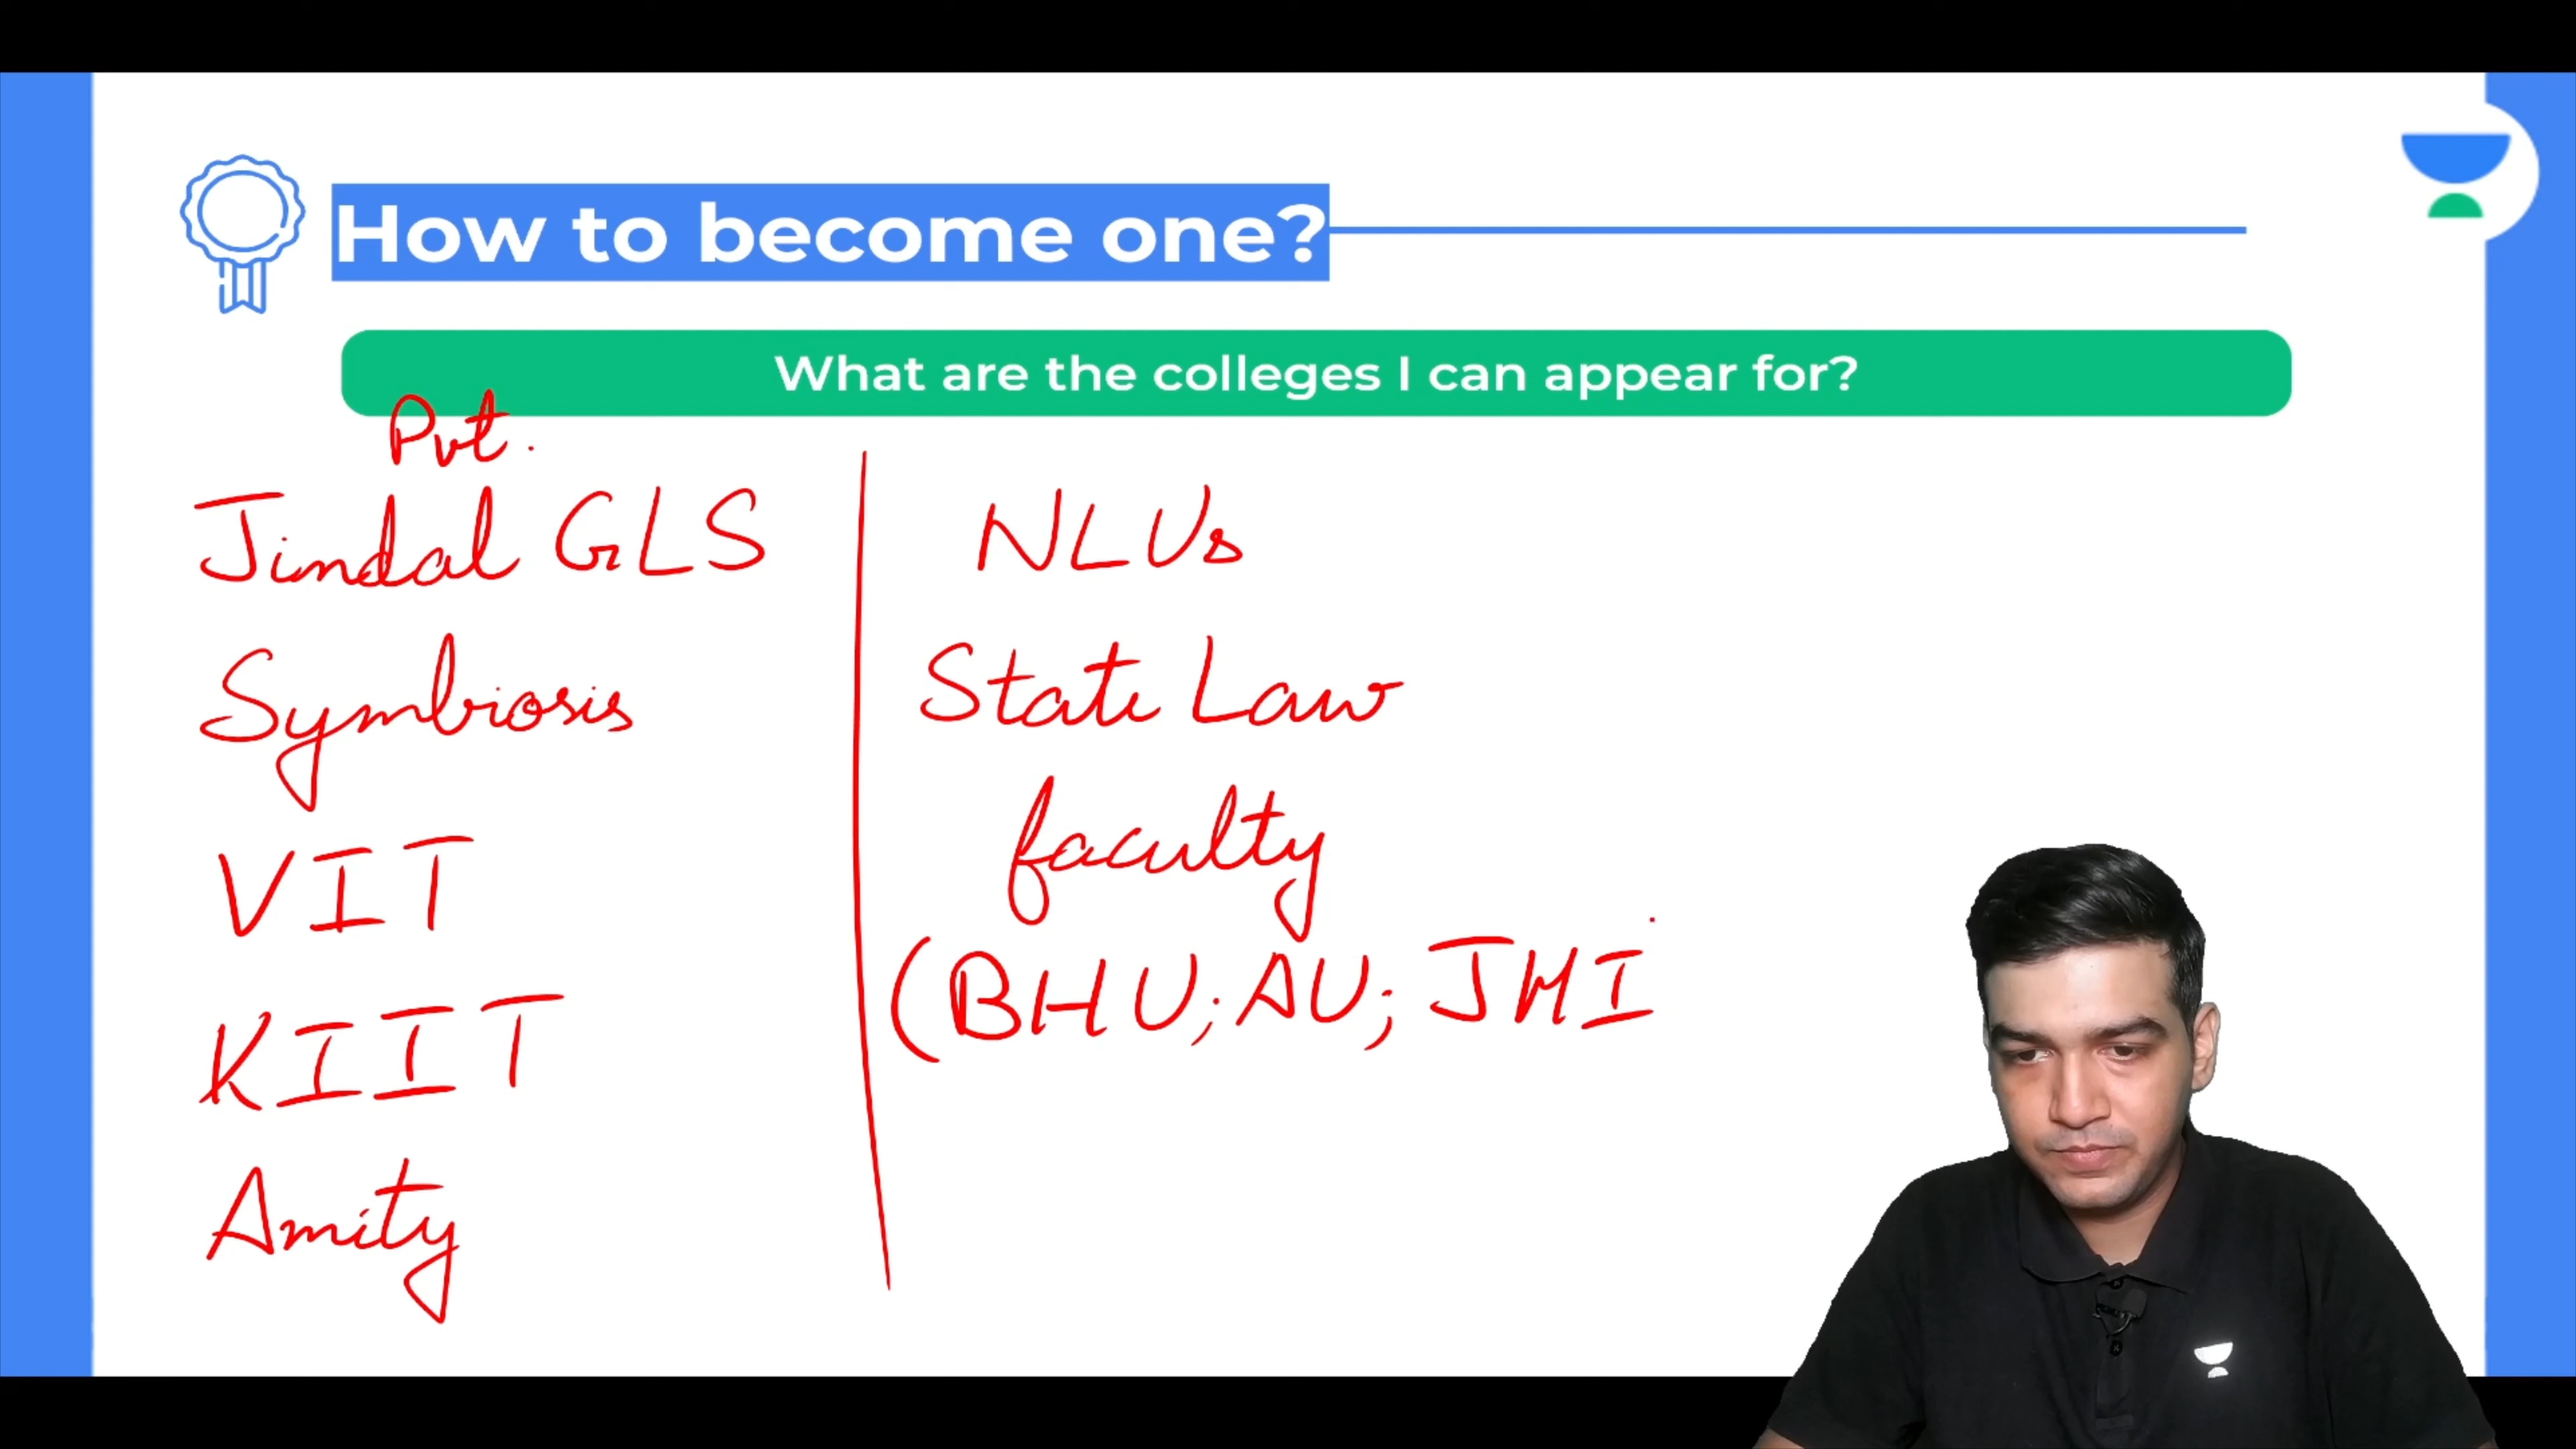 How to become one?
What are the colleges I can appear for?
Pvt.
Jindal GLS
Symbiosis
VIT
KIIT
Amity
NLUs
State Law
faculty
(BHU; AU; JMI